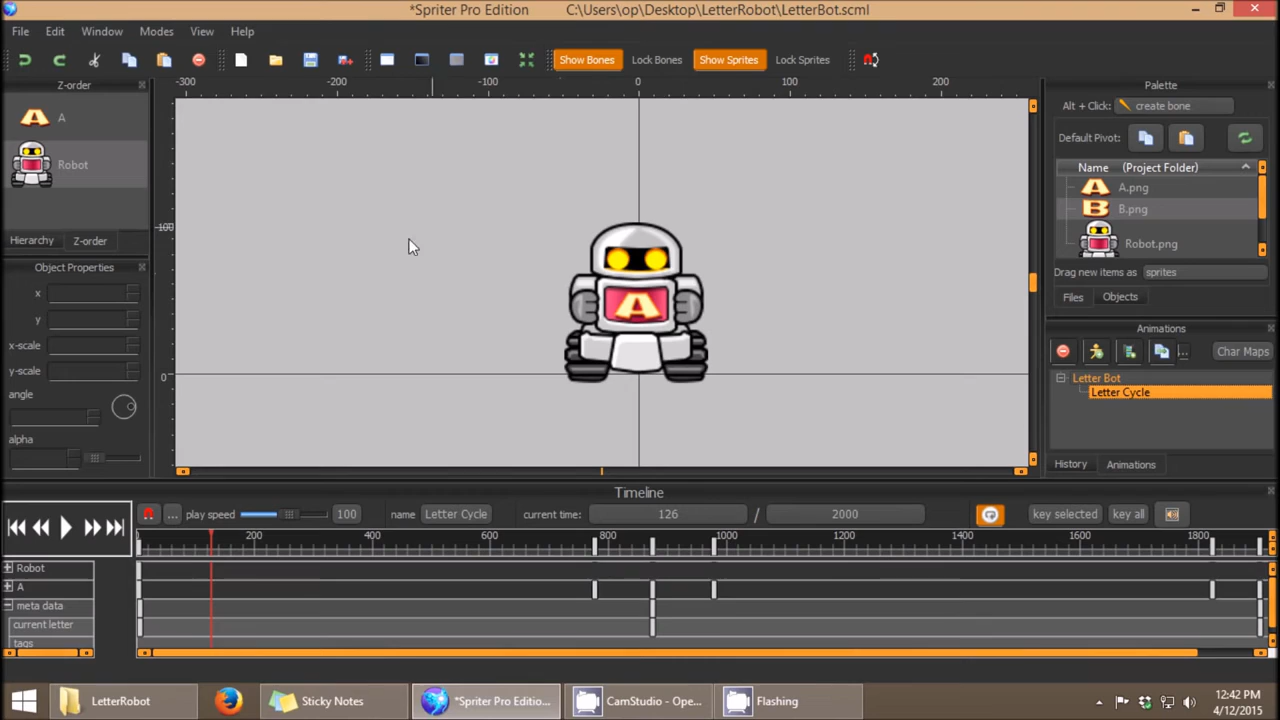 *Spriter Pro Edition C:\Users\op\Desktop\LetterRobot\LetterBot.scml
File Edit Window Modes View Help
Show Bones Lock Bones Show Sprites Lock Sprites
Z-order
A
Robot
Hierarchy Z-order
Object Properties
x
y
x-scale
y-scale
angle
alpha
-300 -200 -100 0 100 200
100
0
A
Palette
Alt + Click: create bone
Default Pivot:
Name (Project Folder)
A A.png
B B.png
Robot.png
Drag new items as sprites
Files Objects
Animations
... Char Maps
Letter Bot
Letter Cycle
History Animations
Timeline
... play speed 100 name Letter Cycle current time: 126 / 2000 key selected key all
200 400 600 800 1000 1200 1400 1600 1800
Robot
A
meta data
current letter
tags
LetterRobot Sticky Notes *Spriter Pro Editio... CamStudio - Ope... Flashing
12:42 PM
4/12/2015